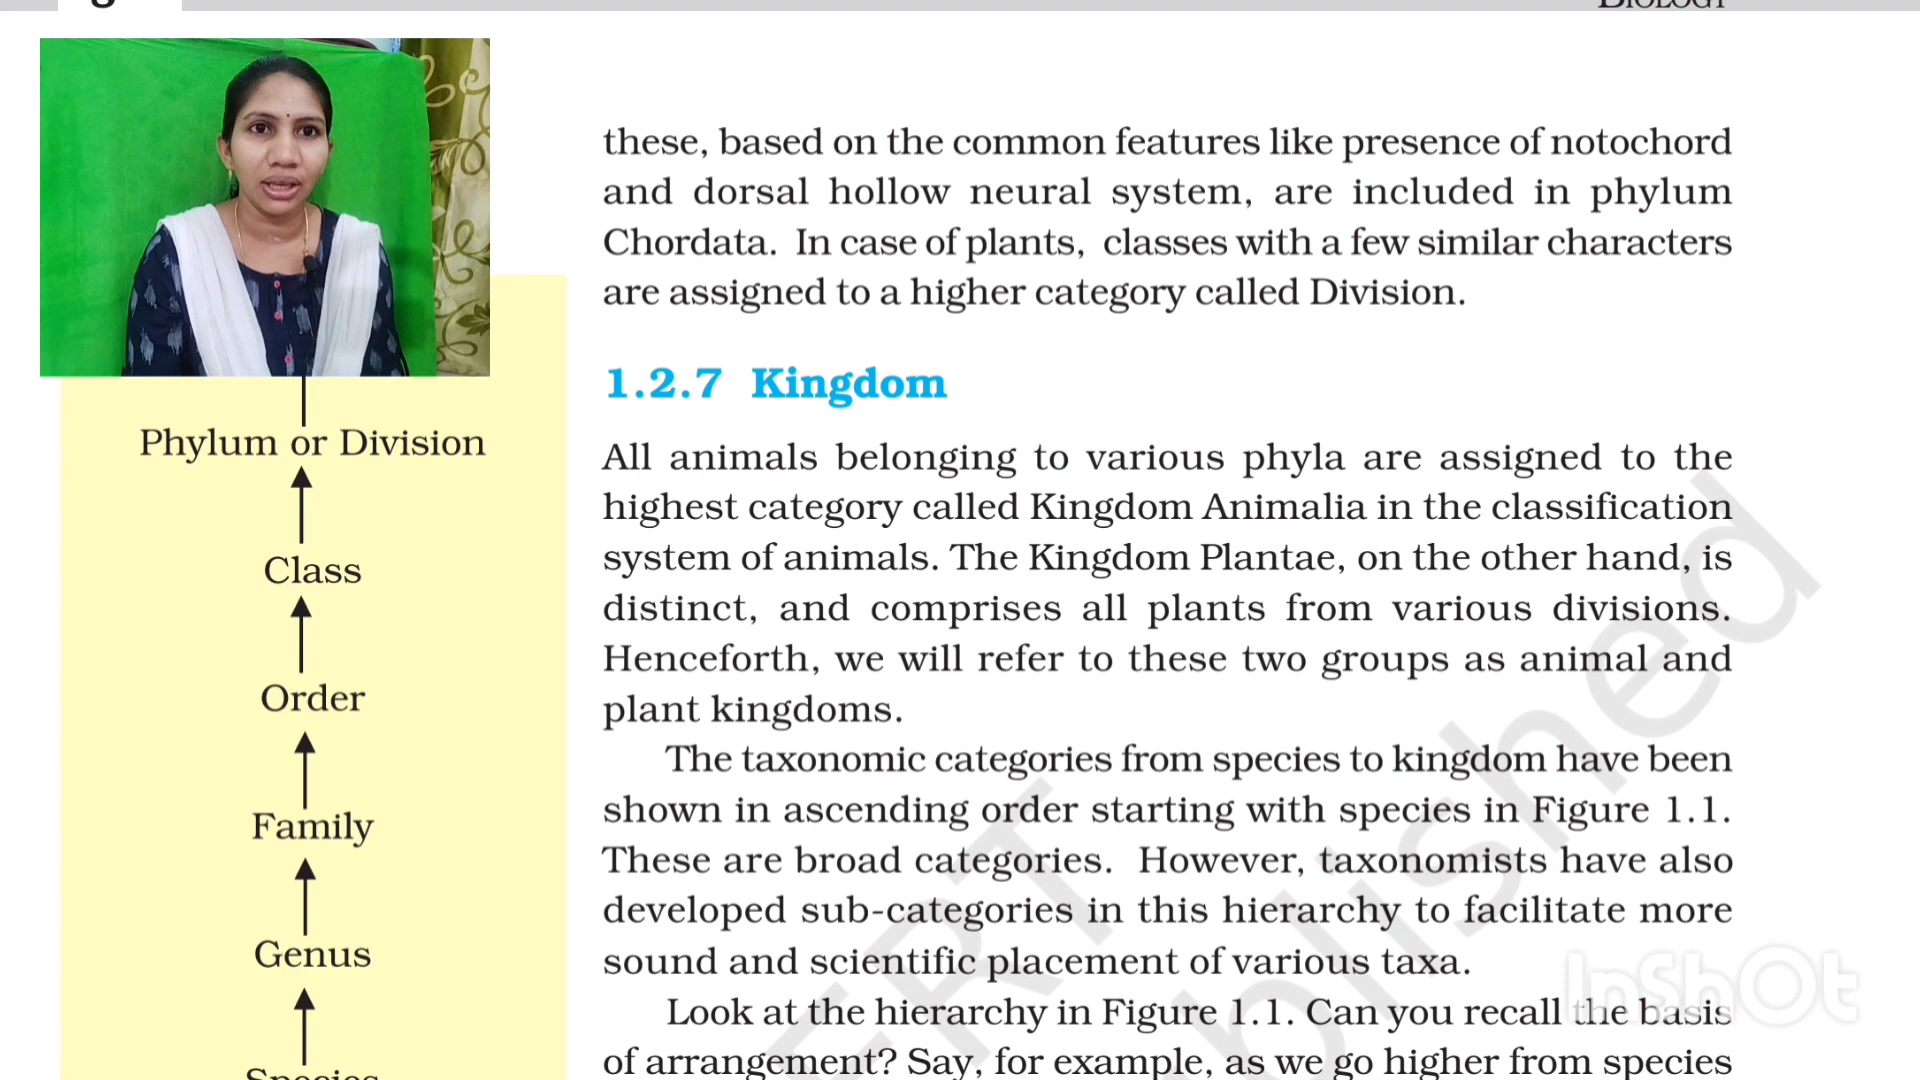 BIOLOGY
these, based on the common features like presence of notochord
and dorsal hollow neural system, are included in phylum
Chordata. In case of plants, classes with a few similar characters
are assigned to a higher category called Division.
1.2.7 Kingdom
All animals belonging to various phyla are assigned to the
highest category called Kingdom Animalia in the classification
system of animals. The Kingdom Plantae, on the other hand, is
distinct, and comprises all plants from various divisions.
Henceforth, we will refer to these two groups as animal and
plant kingdoms.
The taxonomic categories from species to kingdom have been
shown in ascending order starting with species in Figure 1.1.
These are broad categories. However, taxonomists have also
developed sub-categories in this hierarchy to facilitate more
sound and scientific placement of various taxa.
Look at the hierarchy in Figure 1.1. Can you recall the basis
of arrangement? Say, for example, as we go higher from species
Phylum or Division
Class
Order
Family
Genus
Species
InShOt